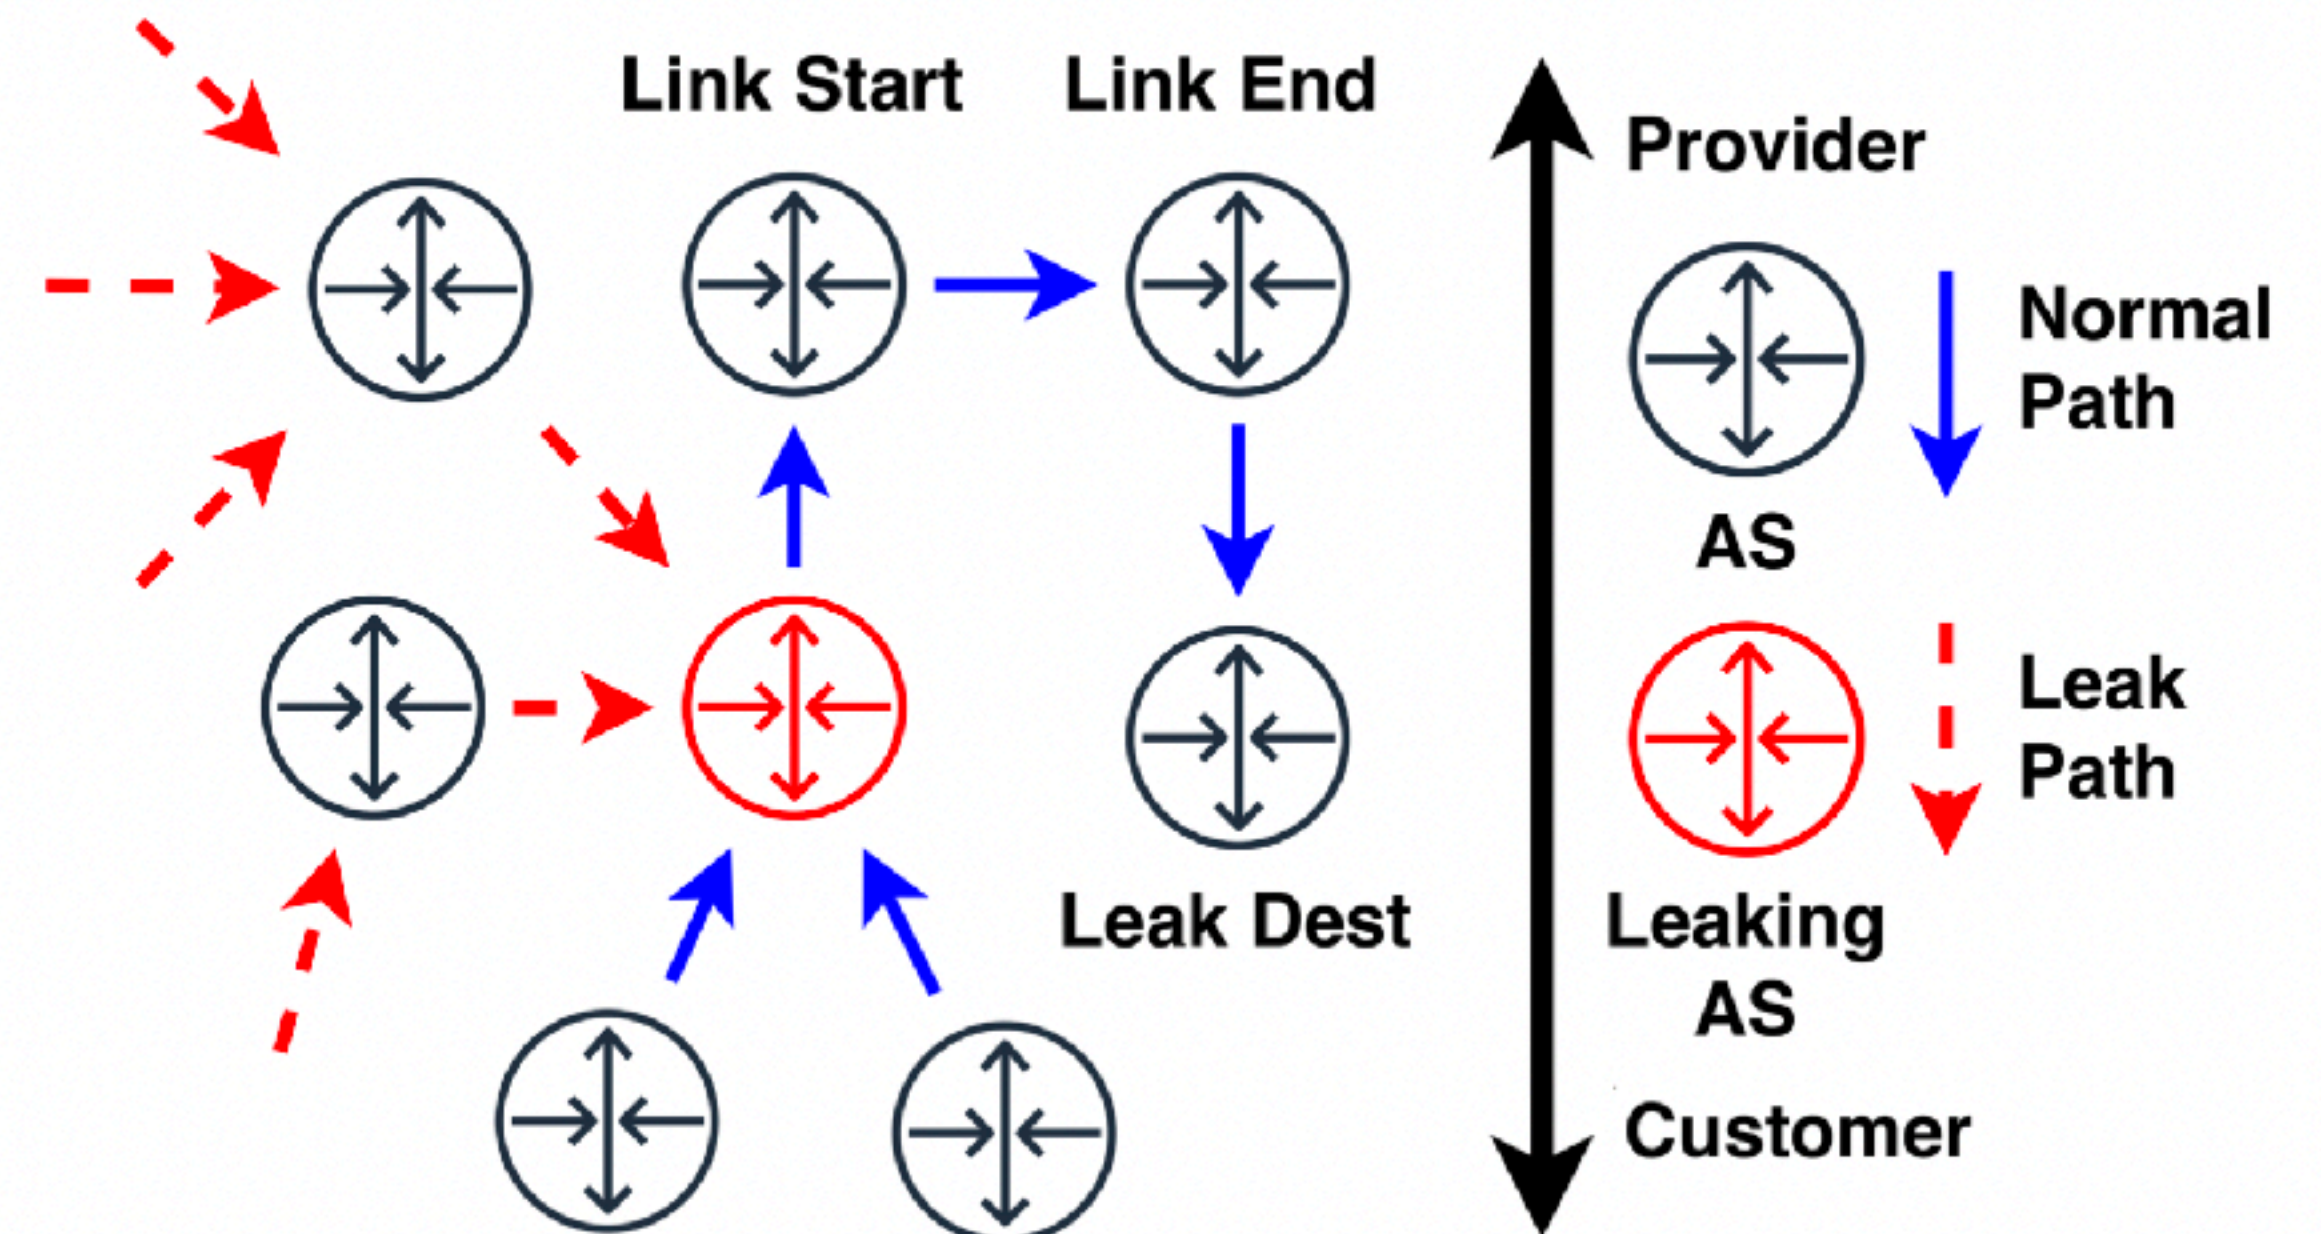 Link Start
Link End
Leak Dest
Provider
Normal
Path
AS
Leak
Path
Leaking
AS
Customer